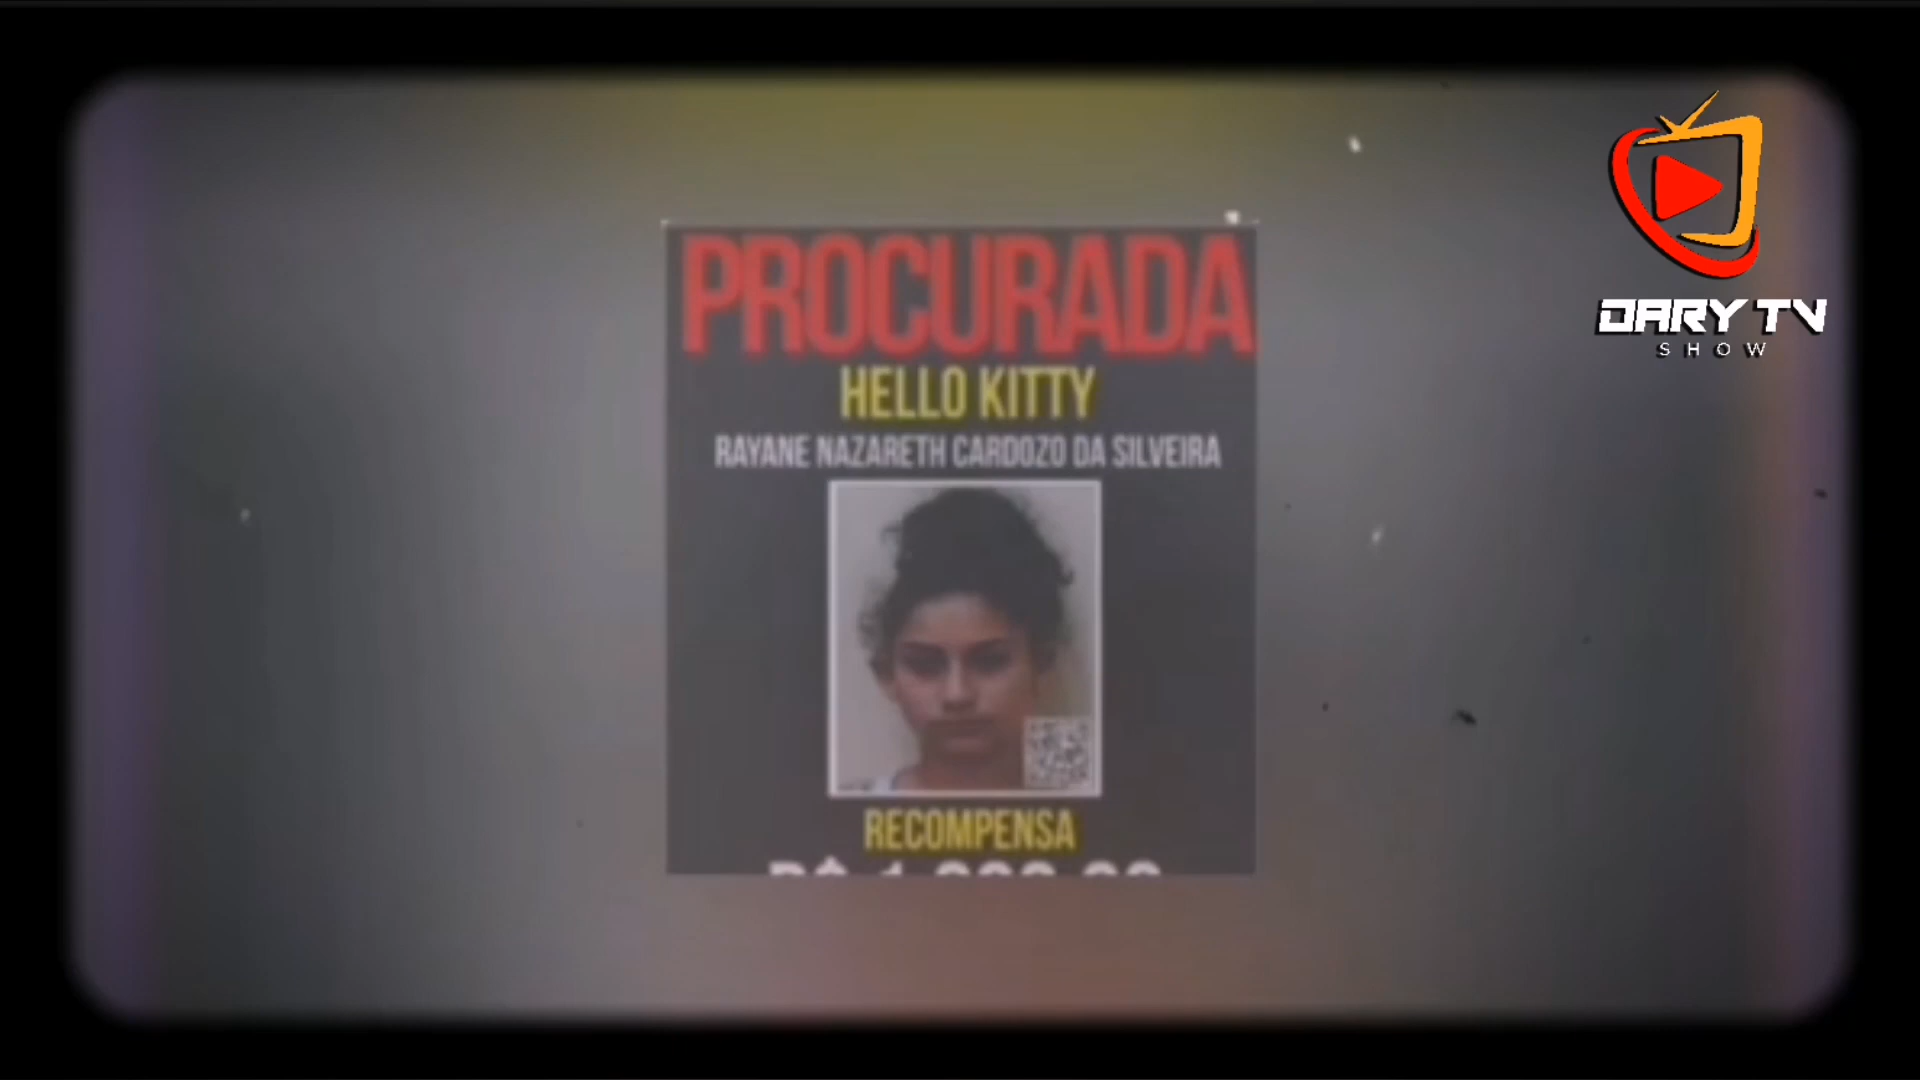 PROCURADA
HELLO KITTY
RAYANE NAZARETH CARDOZO DA SILVEIRA
RECOMPENSA
DARY TV
SHOW